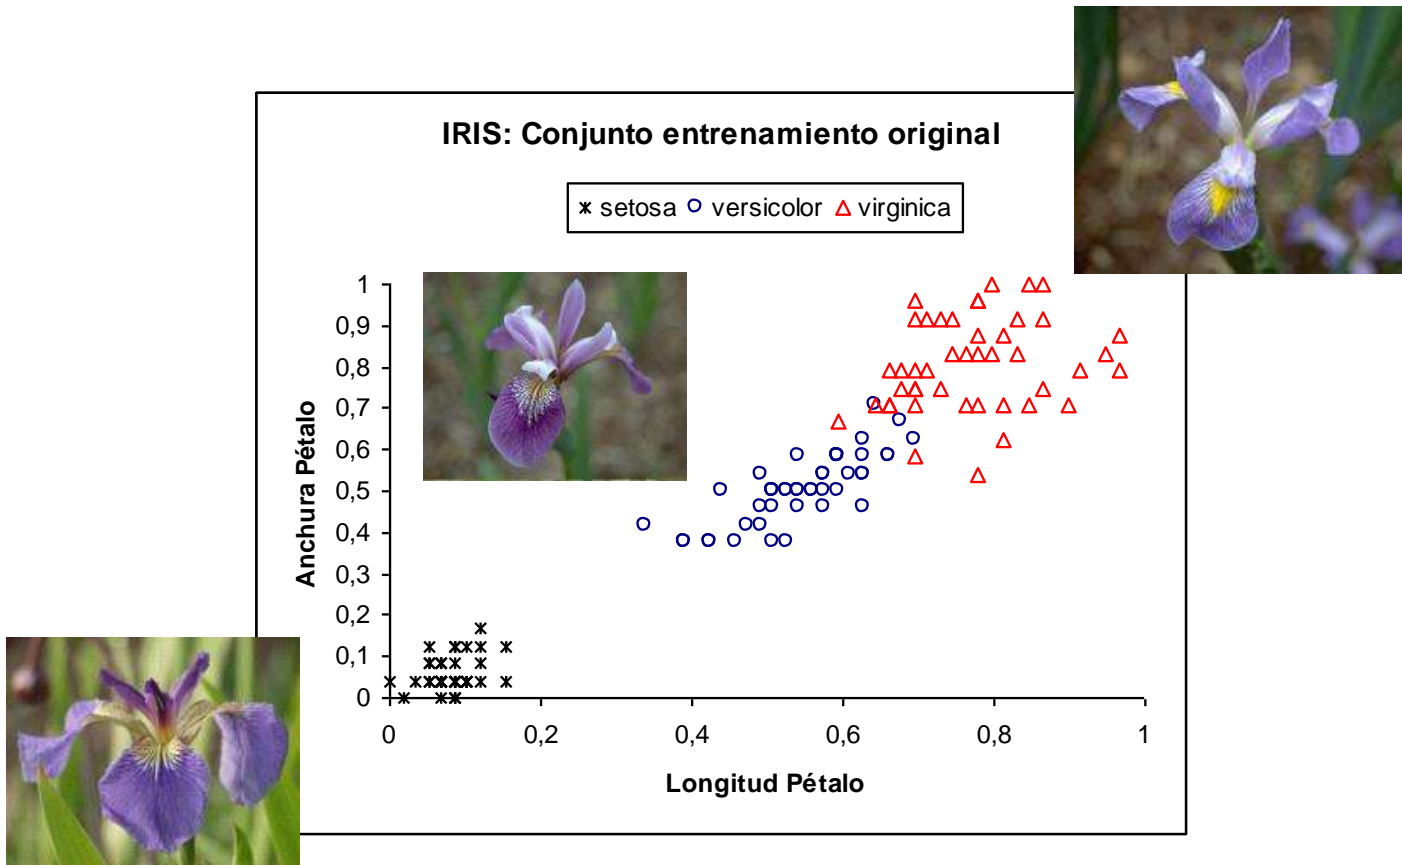 IRIS: Conjunto entrenamiento original
setosa versicolor virginica
1
0,9
0,8
0,7
0,6
0,5
0,4
0,3
0,2
0,1
0
Anchura Pétalo
0 0,2 0,4 0,6 0,8 1
Longitud Pétalo